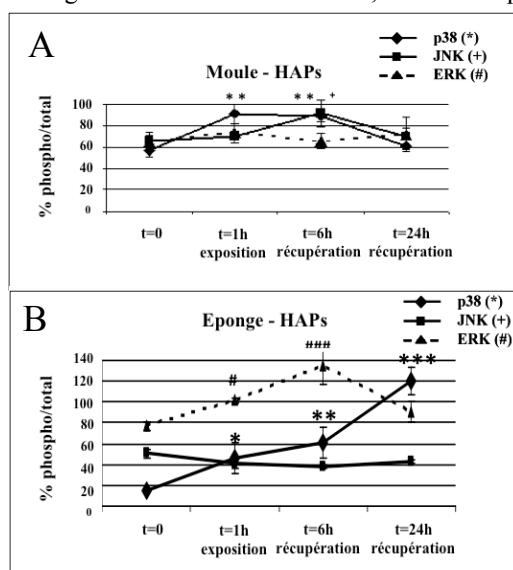 A
p38 (*)
JNK (+)
ERK (#)
Moule - HAPs
** ** +
100
80
60
40
20
0
% phospho/total
t=0 t=1h t=6h t=24h
exposition récupération récupération
B
p38 (*)
JNK (+)
ERK (#)
Eponge - HAPs
140
120
100
80
60
40
20
0
% phospho/total
# ### ***
* **
t=0 t=1h t=6h t=24h
exposition récupération récupération